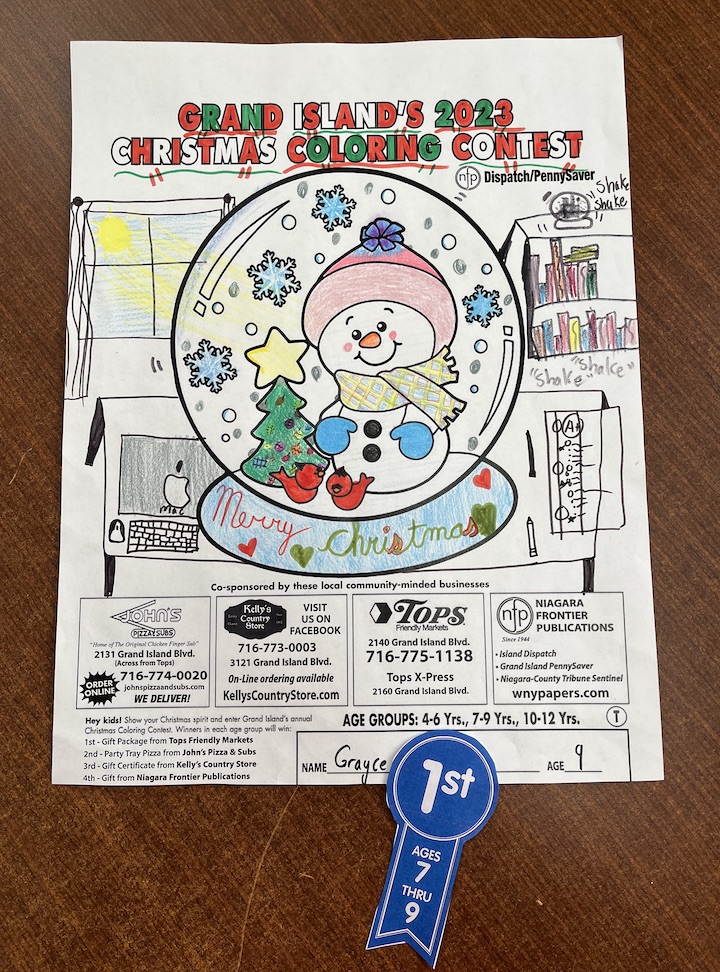 GRAND ISLAND'S 2023
CHRISTMAS COLORING CONTEST
nfp Dispatch/PennySaver
Shake
Shake
"Shake" "Shake"
A+
Mac
Merry Christmas
Co-sponsored by these local community-minded businesses
JOHN'S
PIZZA & SUBS
"Home of The Original Chicken Finger Sub"
2131 Grand Island Blvd.
(Across from Tops)
ORDER ONLINE
716-774-0020
johnspizzaandsubs.com
WE DELIVER!
Kelly's
Country
Store
VISIT
US ON
FACEBOOK
716-773-0003
3121 Grand Island Blvd.
On-Line ordering available
KellysCountryStore.com
TOPS
Friendly Markets
2140 Grand Island Blvd.
716-775-1138
Tops X-Press
2160 Grand Island Blvd.
nfp
Since 1944
NIAGARA
FRONTIER
PUBLICATIONS
• Island Dispatch
• Grand Island PennySaver
• Niagara-County Tribune Sentinel
wnypapers.com
Hey kids! Show your Christmas spirit and enter Grand Island's annual
Christmas Coloring Contest. Winners in each age group will win:
1st - Gift Package from Tops Friendly Markets
2nd - Party Tray Pizza from John's Pizza & Subs
3rd - Gift Certificate from Kelly's Country Store
4th - Gift from Niagara Frontier Publications
AGE GROUPS: 4-6 Yrs., 7-9 Yrs., 10-12 Yrs. T
NAME Grayce
AGE 9
1st
AGES
7
THRU
9